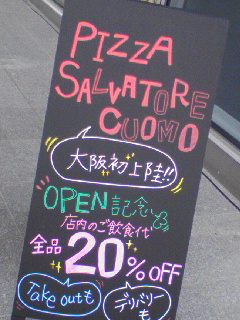 PIZZA
SALVATORE
CUOMO
大阪初上陸!!
OPEN記念
店内のご飲食代
全品20%OFF
Take outも
デリバリー
も